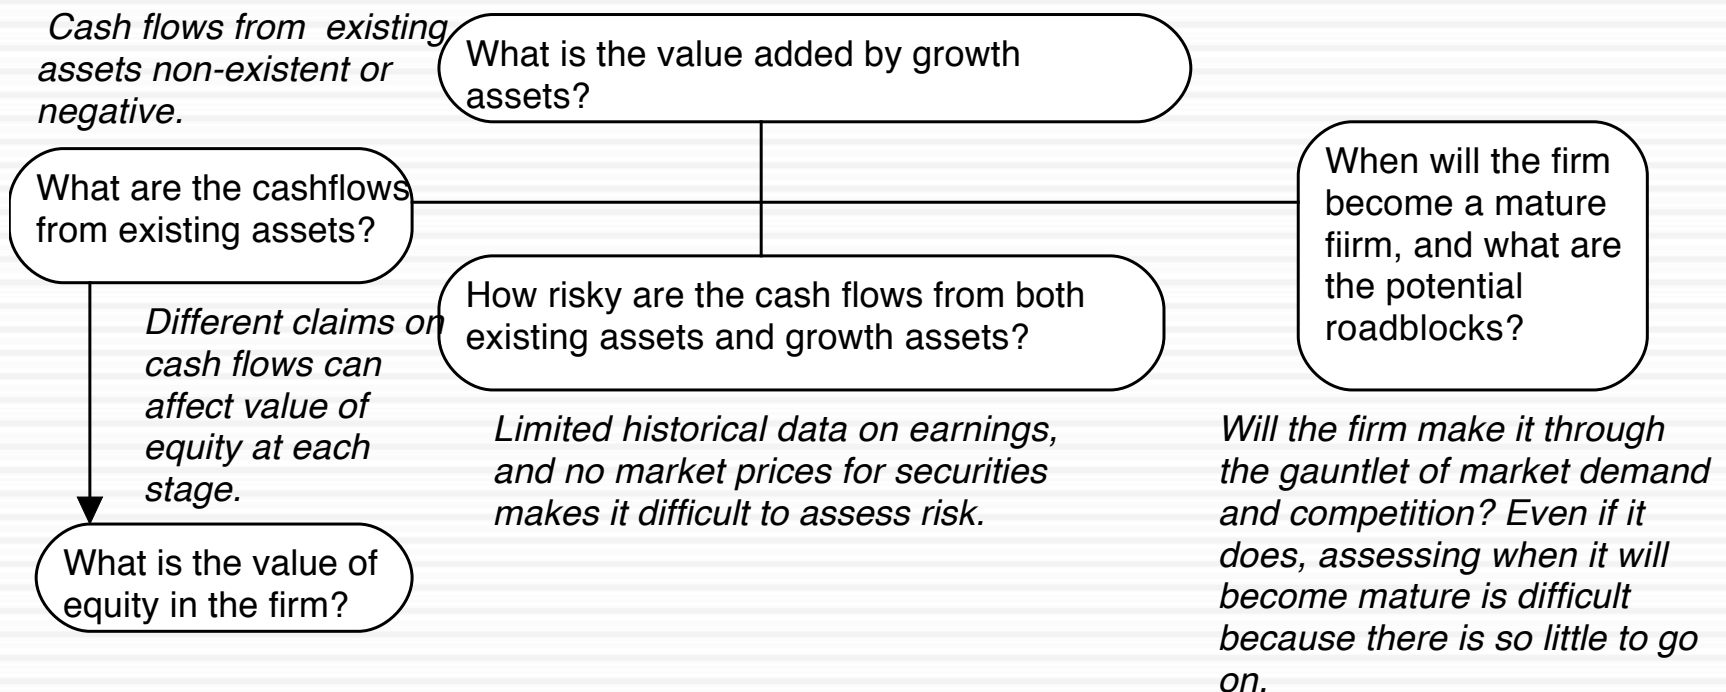 Cash flows from  existing
assets non-existent or
negative.
What is the value added by growth
assets?
What are the cashflows
from existing assets?
When will the firm
become a mature
fiirm, and what are
the potential
roadblocks?
How risky are the cash flows from both
existing assets and growth assets?
Different claims on
cash flows can
affect value of
equity at each
stage.
Limited historical data on earnings,
and no market prices for securities
makes it difficult to assess risk.
Will the firm make it through
the gauntlet of market demand
and competition? Even if it
does, assessing when it will
become mature is difficult
because there is so little to go
on.
What is the value of
equity in the firm?